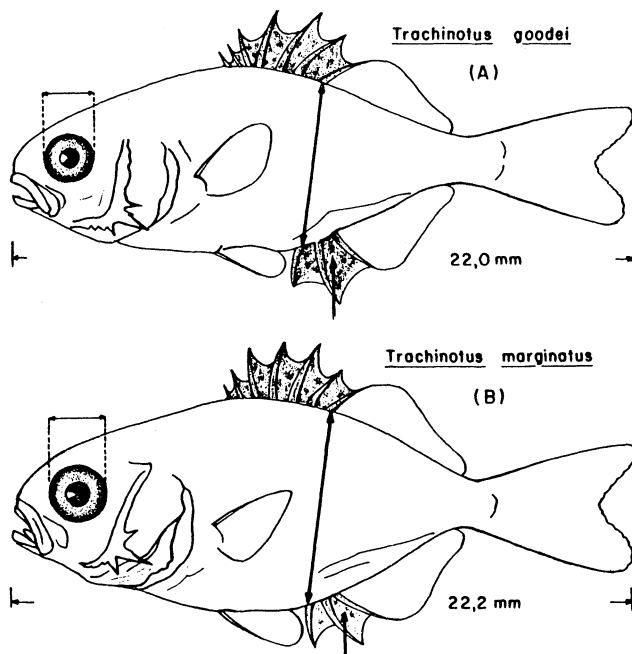 Trachinotus goodei
(A)
22,0 mm
Trachinotus marginatus
(B)
22,2 mm